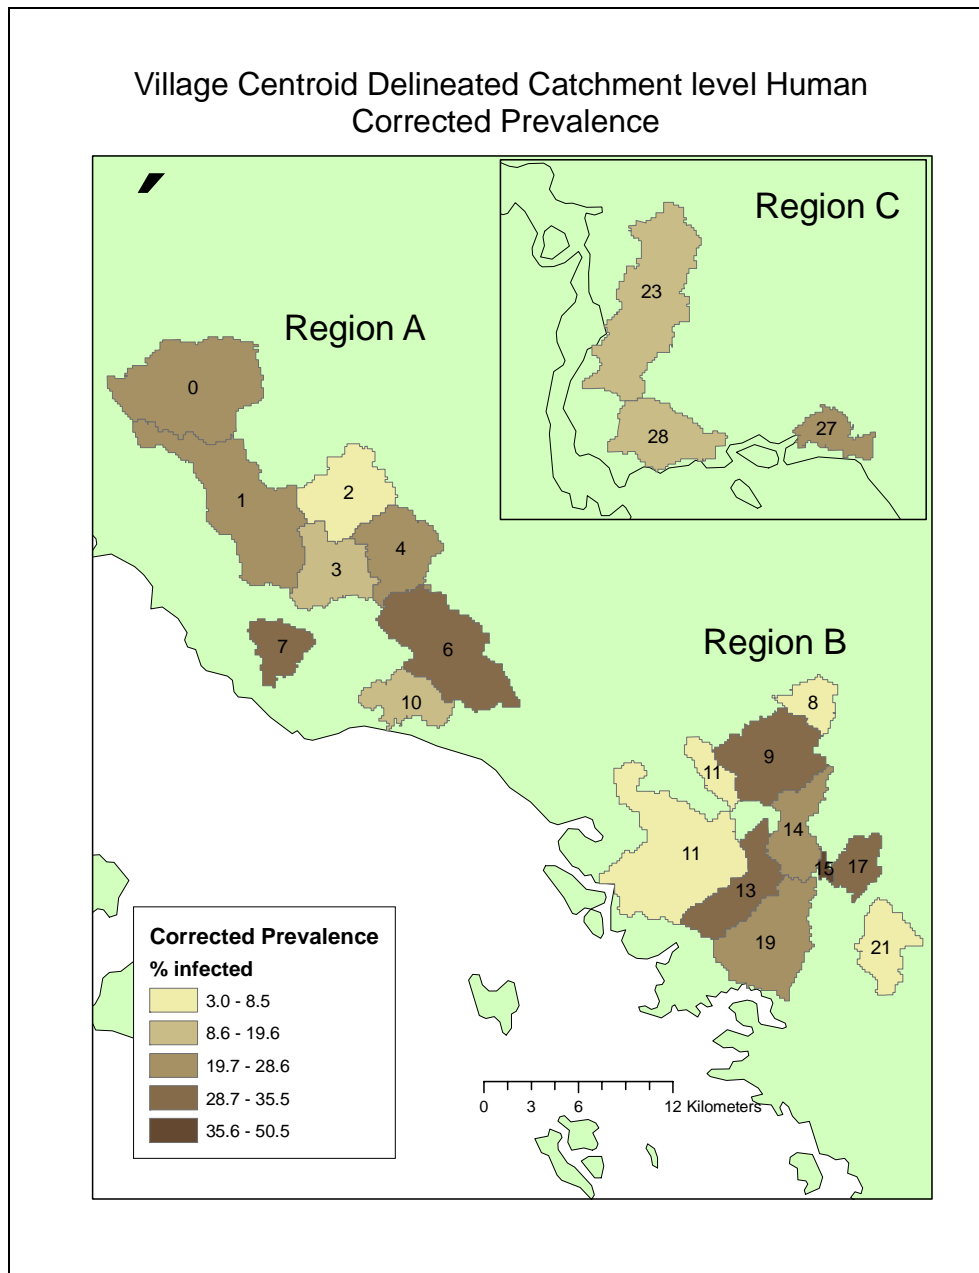 Village Centroid Delineated Catchment level Human
Corrected Prevalence
Region C
23
28
27
Region A
0
1
2
3
4
6
7
10
Region B
8
9
11
14
11
15
17
13
19
21
Corrected Prevalence
% infected
3.0 - 8.5
8.6 - 19.6
19.7 - 28.6
28.7 - 35.5
35.6 - 50.5
0 3 6 12 Kilometers